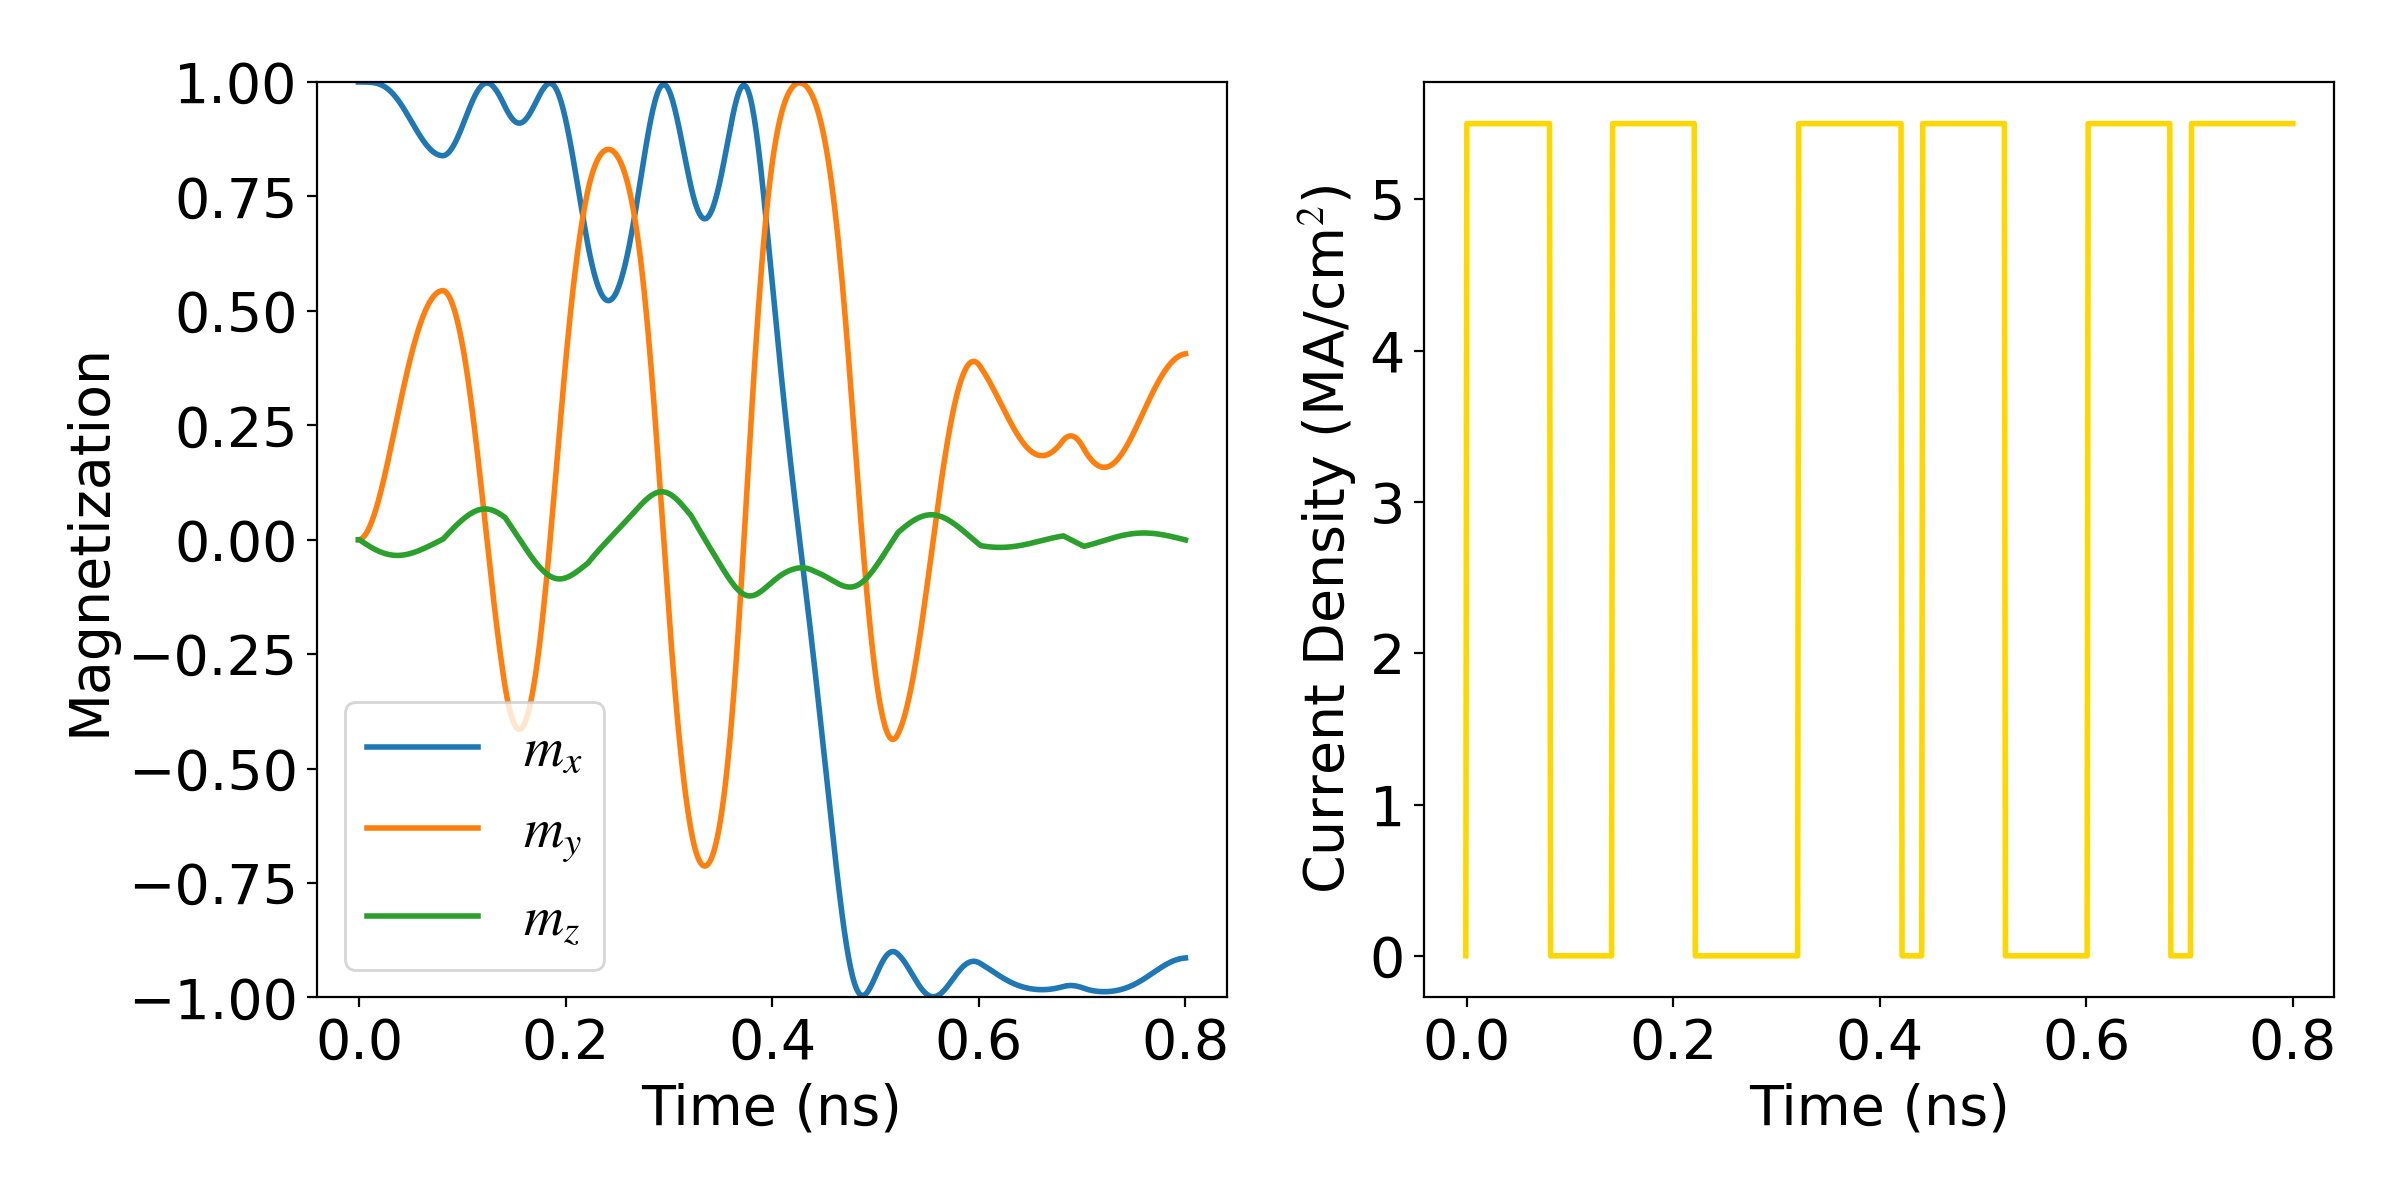 1.00
0.75
0.50
0.25
0.00
−0.25
−0.50
−0.75
−1.00
Magnetization
m_x
m_y
m_z
0.0 0.2 0.4 0.6 0.8
Time (ns)
5
4
3
2
1
0
Current Density (MA/cm²)
0.0 0.2 0.4 0.6 0.8
Time (ns)